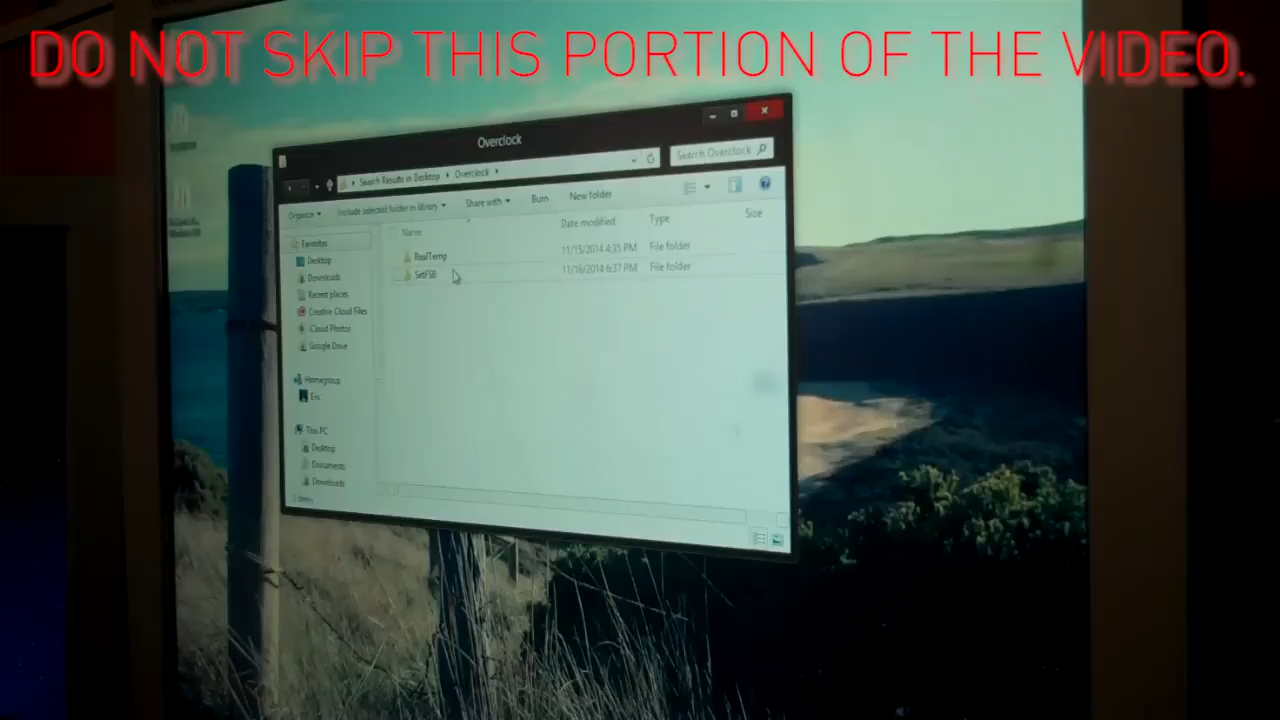 DO NOT SKIP THIS PORTION OF THE VIDEO.
Overclock
Search Results in Desktop Overclock
Search Overclock
Organize Include selected folder in library Share with Burn New folder
Name Date modified Type Size
RealTemp 11/15/2014 4:35 PM File folder
SetFSB 11/16/2014 6:37 PM File folder
Favorites
Desktop
Downloads
Recent places
Creative Cloud Files
iCloud Photos
Google Drive
Homegroup
Eric
This PC
Desktop
Documents
Downloads